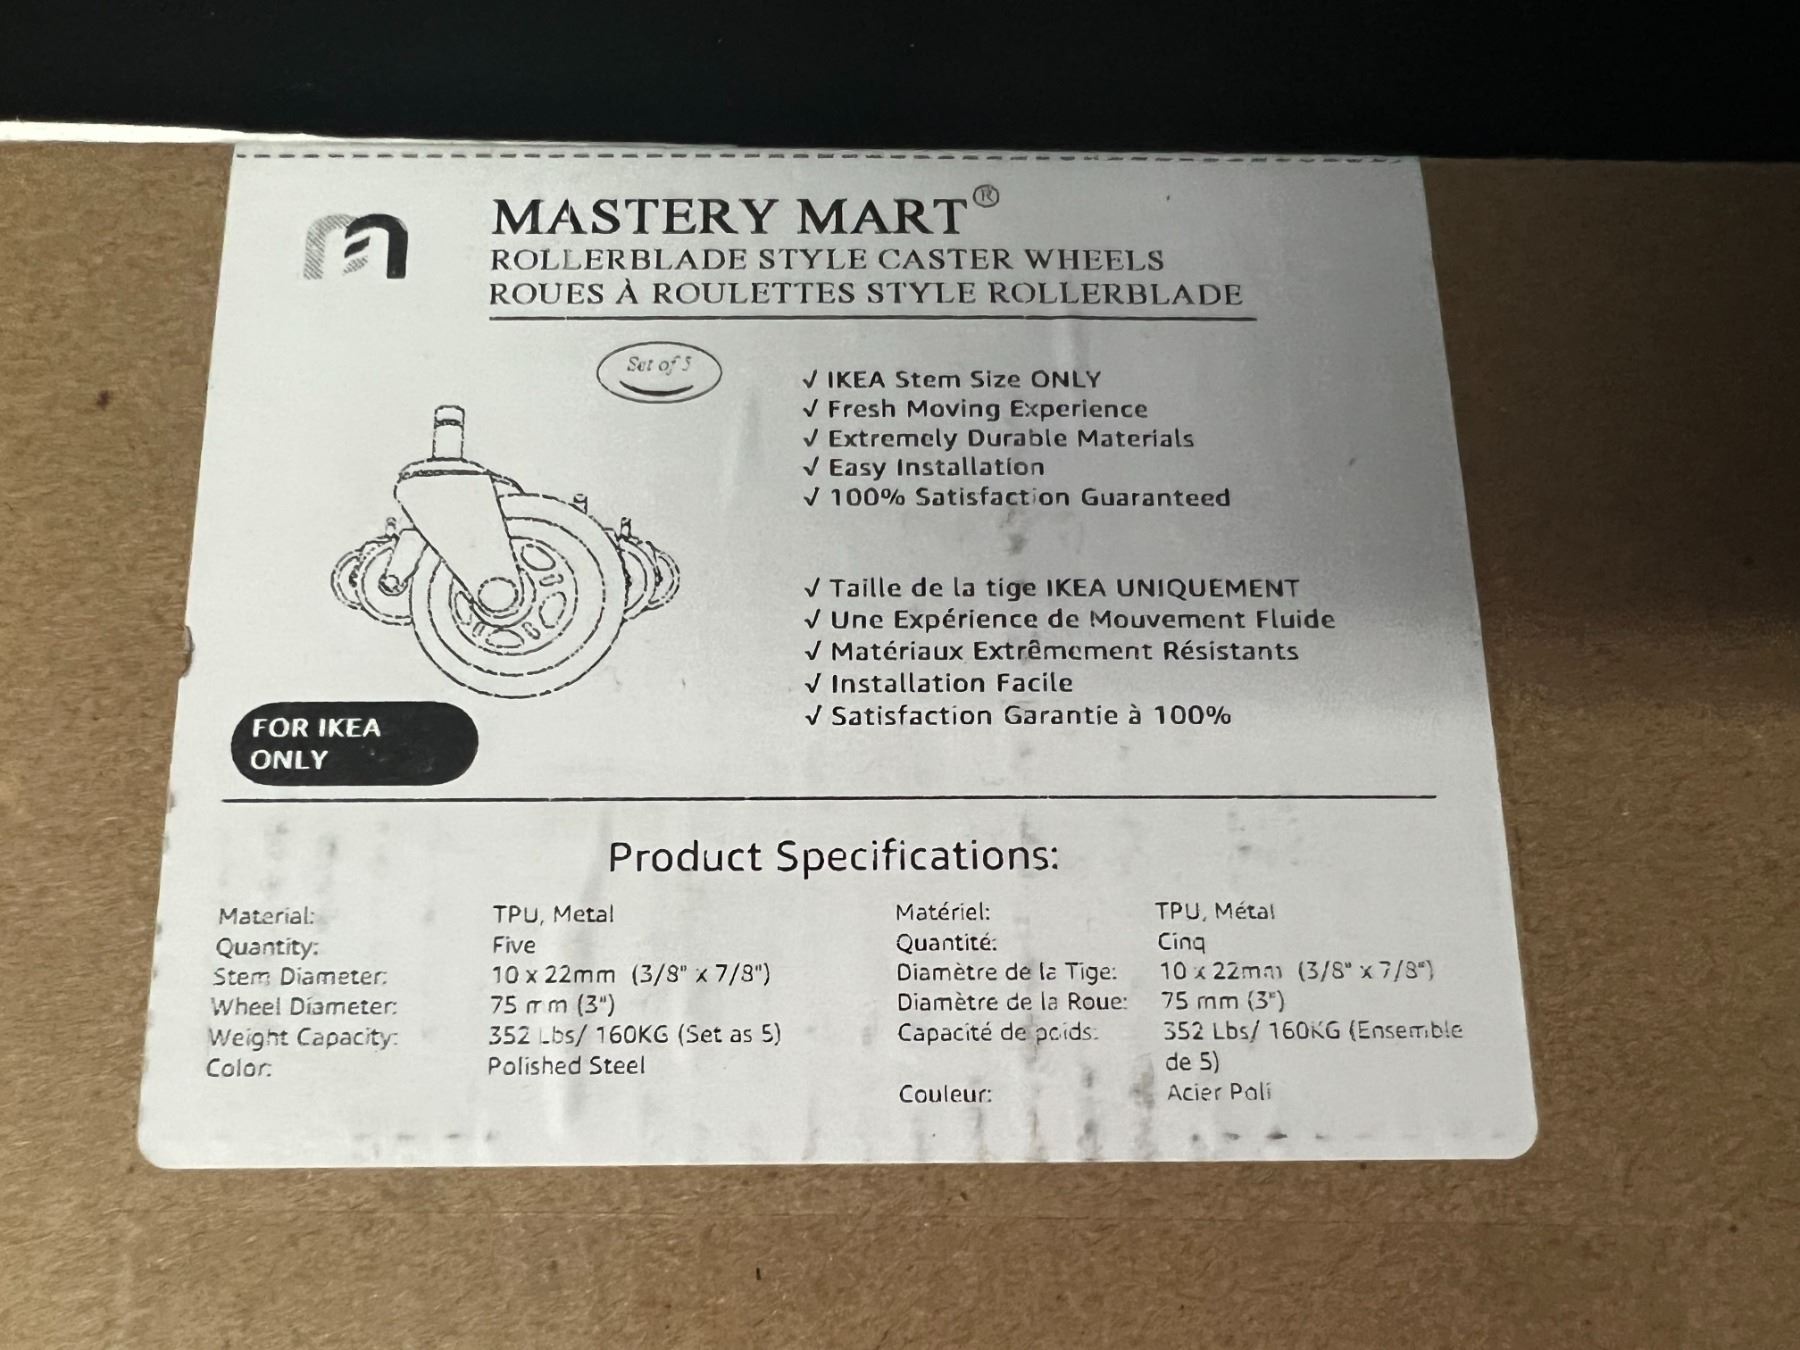 MASTERY MART®
ROLLERBLADE STYLE CASTER WHEELS
ROUES À ROULETTES STYLE ROLLERBLADE
Set of 5
√ IKEA Stem Size ONLY
√ Fresh Moving Experience
√ Extremely Durable Materials
√ Easy Installation
√ 100% Satisfaction Guaranteed
√ Taille de la tige IKEA UNIQUEMENT
√ Une Expérience de Mouvement Fluide
√ Matériaux Extrêmement Résistants
√ Installation Facile
√ Satisfaction Garantie à 100%
FOR IKEA
ONLY
Product Specifications:
Material: TPU, Metal
Quantity: Five
Stem Diameter: 10 x 22mm (3/8" x 7/8")
Wheel Diameter: 75 mm (3")
Weight Capacity: 352 Lbs/ 160KG (Set as 5)
Color: Polished Steel
Matériel: TPU, Métal
Quantité: Cinq
Diamètre de la Tige: 10 x 22mm (3/8" x 7/8")
Diamètre de la Roue: 75 mm (3")
Capacité de poids: 352 Lbs/ 160KG (Ensemble
de 5)
Couleur: Acier Poli